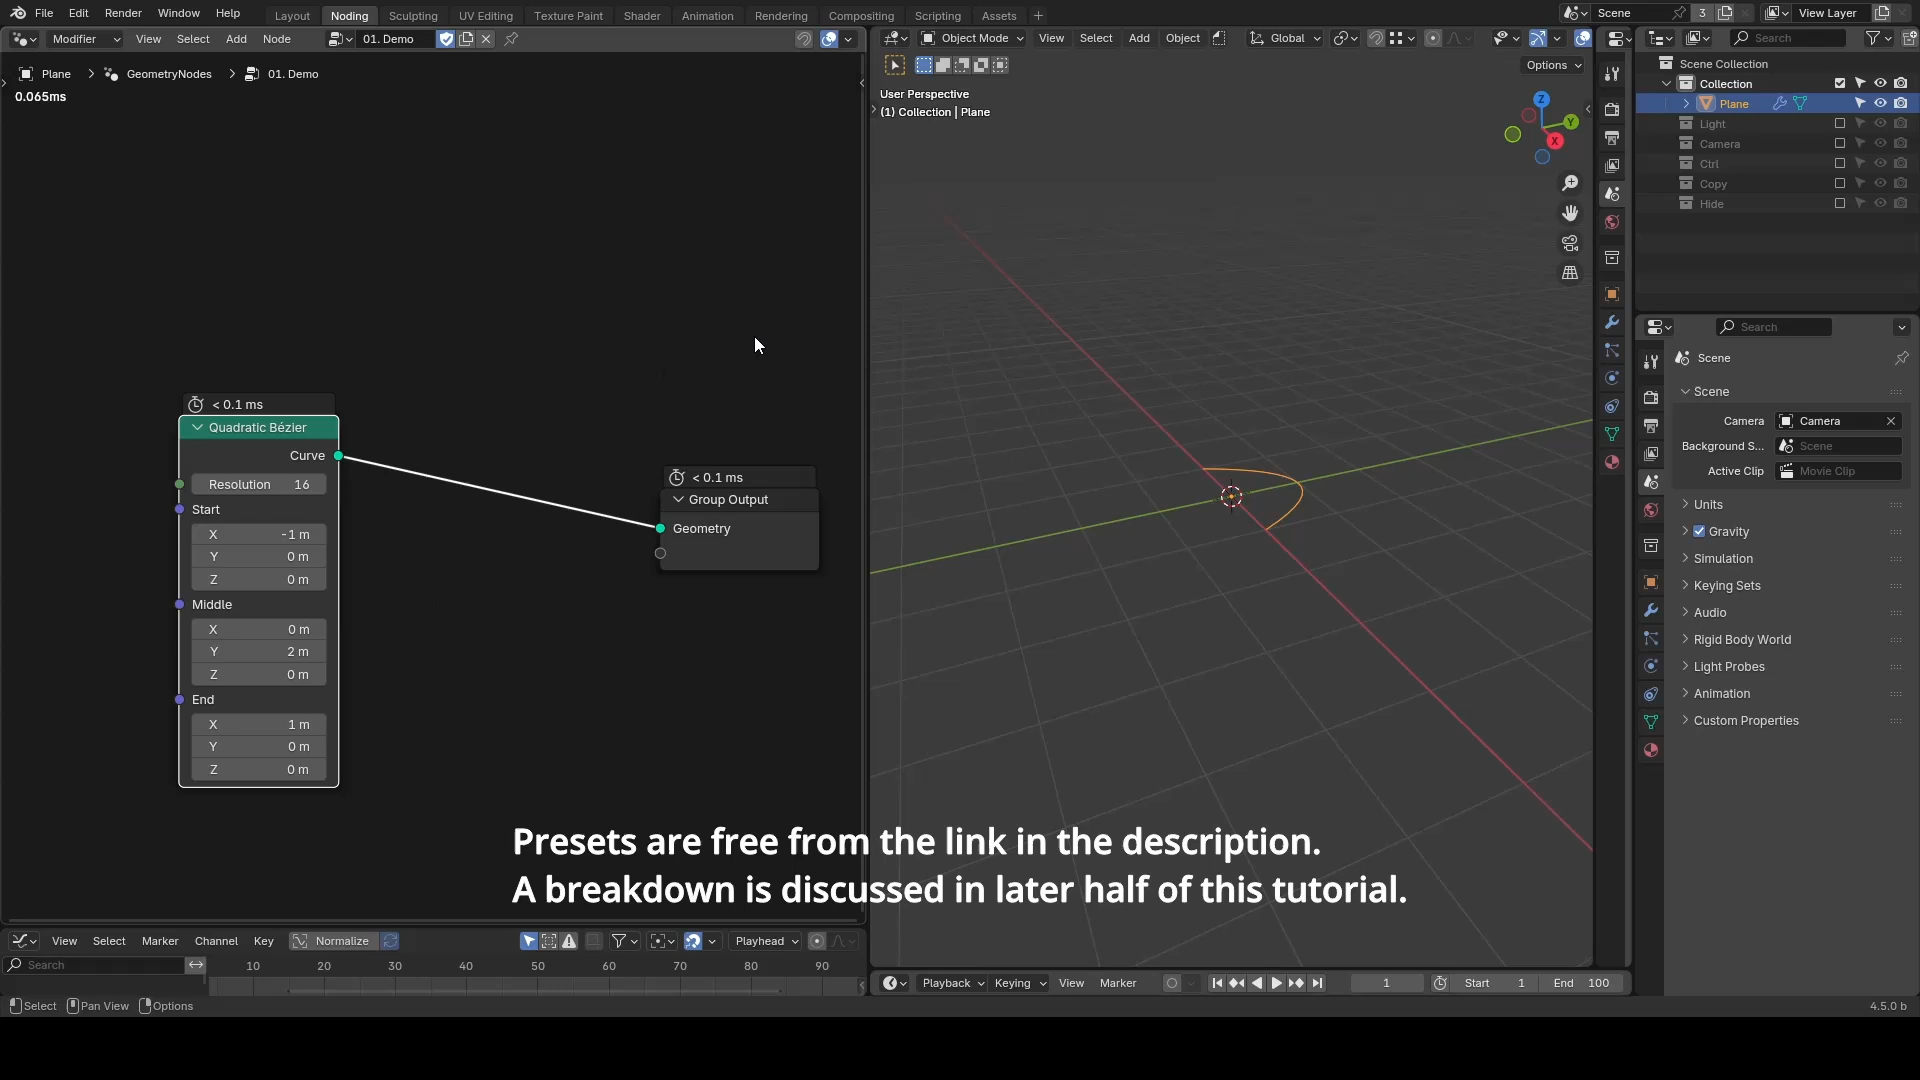 File Edit Render Window Help Layout Noding Sculpting UV Editing Texture Paint Shader Animation Rendering Compositing Scripting Assets + Scene 3 View Layer
Modifier View Select Add Node 01. Demo
Plane > GeometryNodes > 01. Demo
0.065ms
< 0.1 ms
Quadratic Bézier
Curve
Resolution 16
Start
X -1 m
Y 0 m
Z 0 m
Middle
X 0 m
Y 2 m
Z 0 m
End
X 1 m
Y 0 m
Z 0 m
< 0.1 ms
Group Output
Geometry
Object Mode View Select Add Object Global
Options
User Perspective
(1) Collection | Plane
Z
Y
X
Search
Scene Collection
Collection
Plane
Light
Camera
Ctrl
Copy
Hide
Search
Scene
Scene
Camera Camera
Background S... Scene
Active Clip Movie Clip
Units
Gravity
Simulation
Keying Sets
Audio
Rigid Body World
Light Probes
Animation
Custom Properties
Presets are free from the link in the description.
A breakdown is discussed in later half of this tutorial.
View Select Marker Channel Key Normalize Playhead
Search 10 20 30 40 50 60 70 80 90
Playback Keying View Marker 1 Start 1 End 100
Select Pan View Options 4.5.0 b